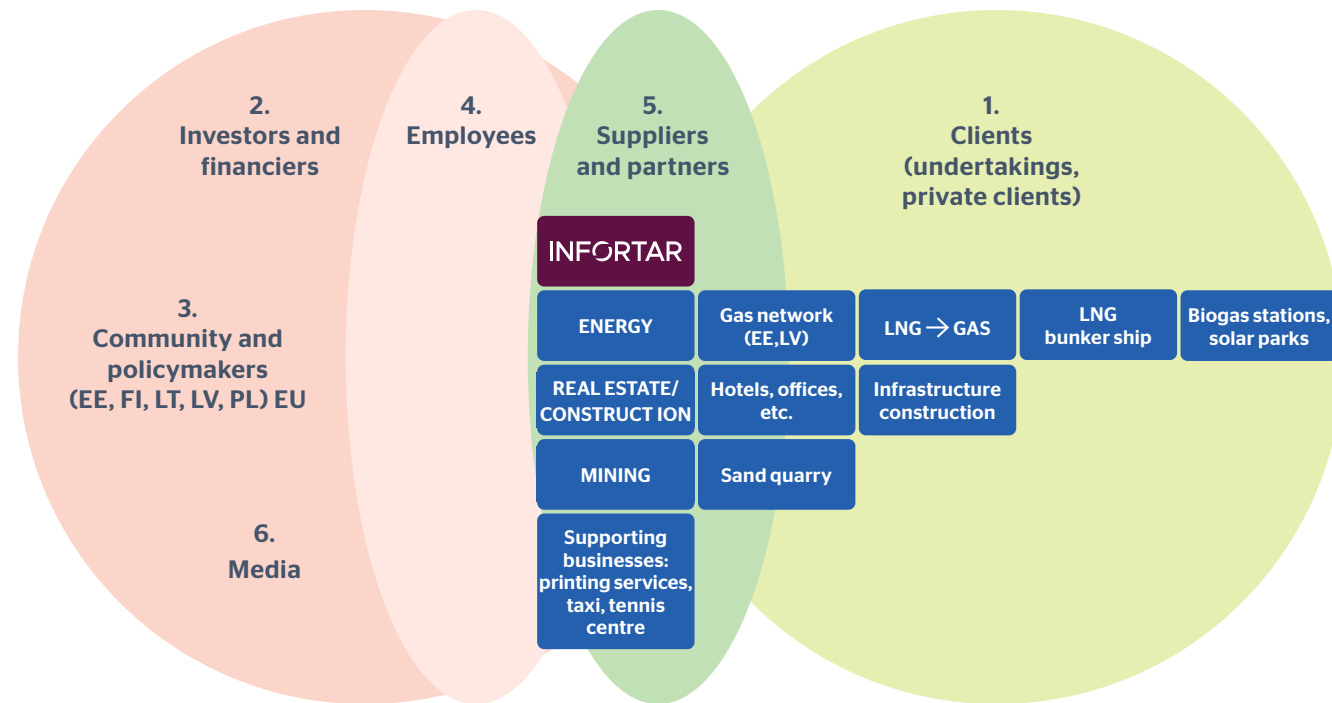 2.
Investors and
financiers
4.
Employees
5.
Suppliers
and partners
1.
Clients
(undertakings,
private clients)
3.
Community and
policymakers
(EE, FI, LT, LV, PL) EU
6.
Media
INFORTAR
ENERGY
Gas network
(EE,LV)
LNG → GAS
LNG
bunker ship
Biogas stations,
solar parks
REAL ESTATE/
CONSTRUCT ION
Hotels, offices,
etc.
Infrastructure
construction
MINING
Sand quarry
Supporting
businesses:
printing services,
taxi, tennis
centre